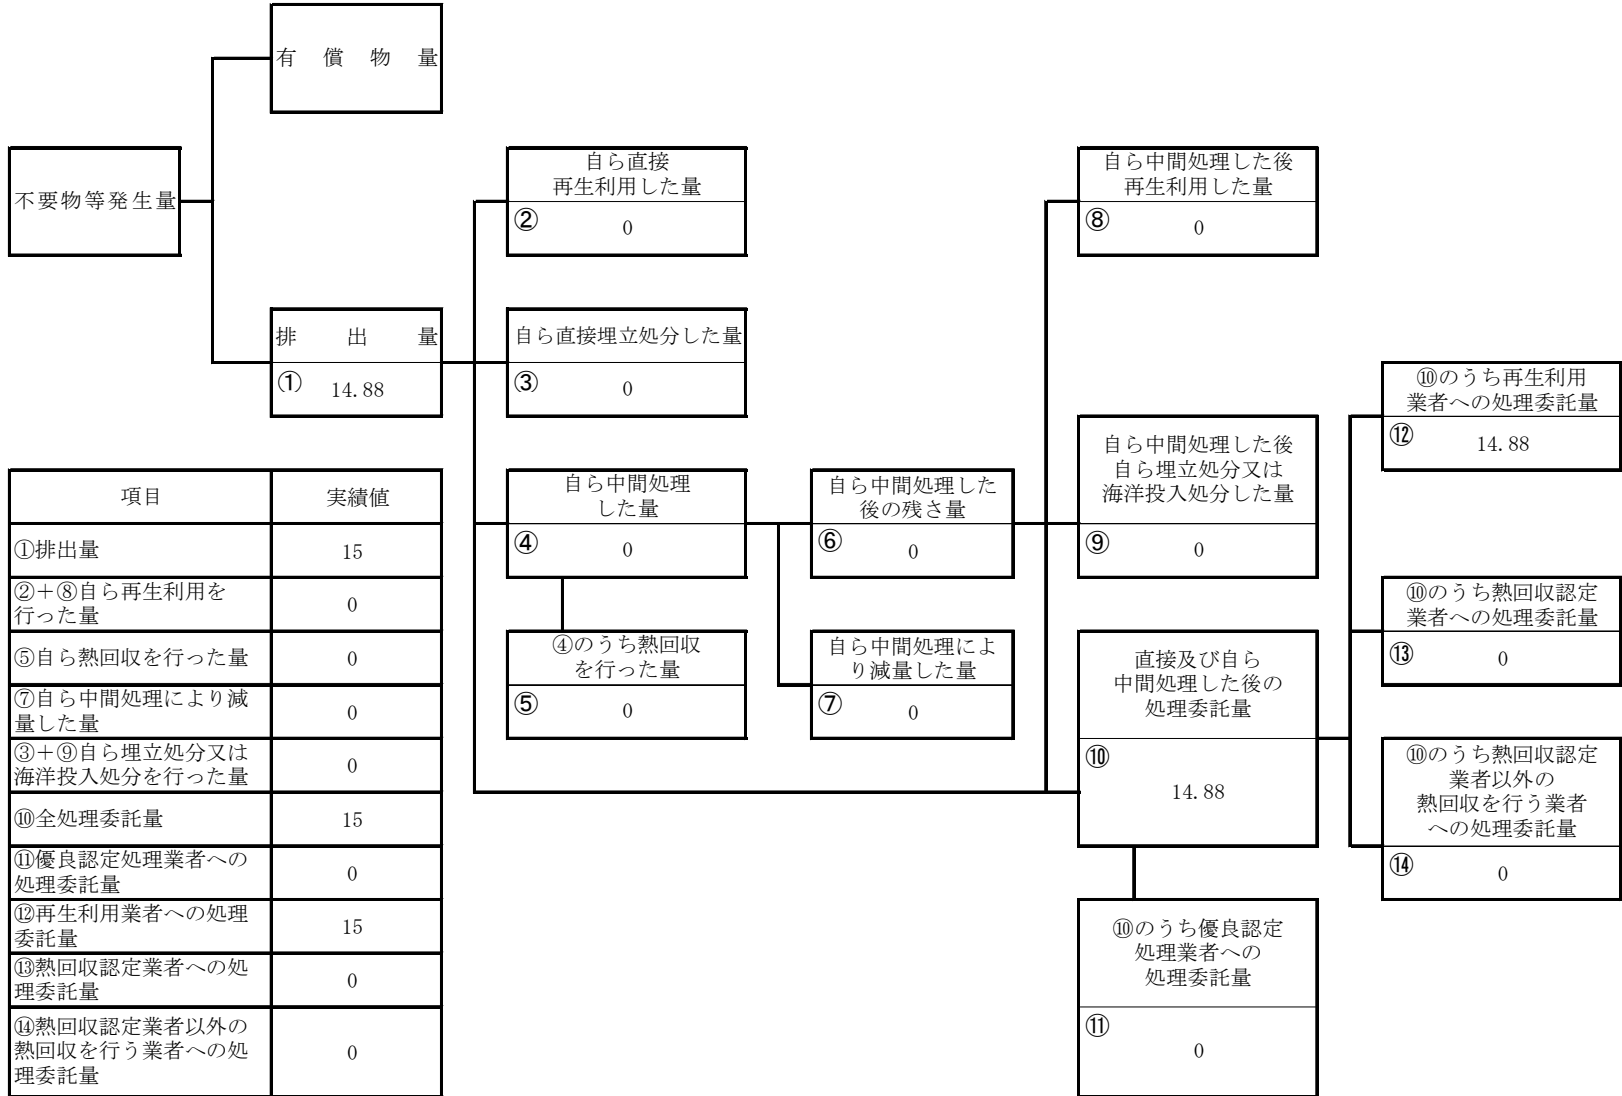 有償物量
不要物等発生量
排出量
① 14.88
自ら直接
再生利用した量
② 0
自ら直接埋立処分した量
③ 0
自ら中間処理
した量
④ 0
④のうち熱回収
を行った量
⑤ 0
自ら中間処理した
後の残さ量
⑥ 0
自ら中間処理によ
り減量した量
⑦ 0
自ら中間処理した後
再生利用した量
⑧ 0
自ら中間処理した後
自ら埋立処分又は
海洋投入処分した量
⑨ 0
直接及び自ら
中間処理した後の
処理委託量
⑩
14.88
⑩のうち優良認定
処理業者への
処理委託量
⑪
0
⑩のうち再生利用
業者への処理委託量
⑫ 14.88
⑩のうち熱回収認定
業者への処理委託量
⑬ 0
⑩のうち熱回収認定
業者以外の
熱回収を行う業者
への処理委託量
⑭ 0
項目 実績値
①排出量 15
②+⑧自ら再生利用を
行った量 0
⑤自ら熱回収を行った量 0
⑦自ら中間処理により減
量した量 0
③+⑨自ら埋立処分又は
海洋投入処分を行った量 0
⑩全処理委託量 15
⑪優良認定処理業者への
処理委託量 0
⑫再生利用業者への処理
委託量 15
⑬熱回収認定業者への処
理委託量 0
⑭熱回収認定業者以外の
熱回収を行う業者への処 0
理委託量